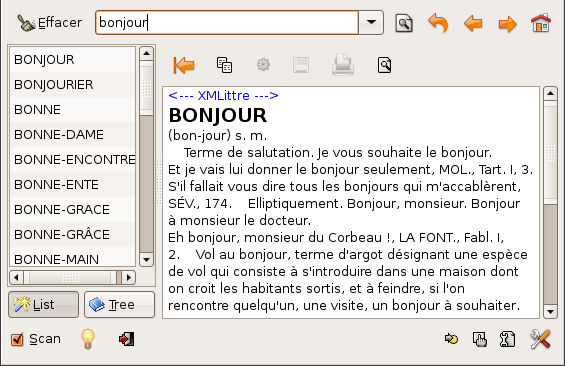 Effacer
bonjour
BONJOUR
BONJOURIER
BONNE
BONNE-DAME
BONNE-ENCONTRE
BONNE-ENTE
BONNE-GRACE
BONNE-GRÂCE
BONNE-MAIN
List
Tree
Scan
<--- XMLittre --->
BONJOUR
(bon-jour) s. m.
Terme de salutation. Je vous souhaite le bonjour.
Et je vais lui donner le bonjour seulement, MOL., Tart. I, 3.
S'il fallait vous dire tous les bonjours qui m'accablèrent,
SÉV., 174. Elliptiquement. Bonjour, monsieur. Bonjour
à monsieur le docteur.
Eh bonjour, monsieur du Corbeau !, LA FONT., Fabl. I,
2. Vol au bonjour, terme d'argot désignant une espèce
de vol qui consiste à s'introduire dans une maison dont
on croit les habitants sortis, et à feindre, si l'on
rencontre quelqu'un, une visite, un bonjour à souhaiter.